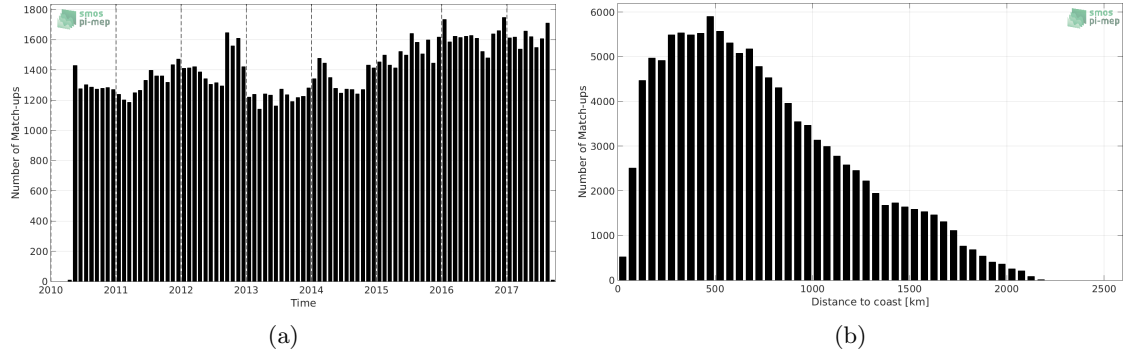 smos
pi-mep
1800
1600
1400
1200
1000
800
600
400
200
0
Number of Match-ups
2010 2011 2012 2013 2014 2015 2016 2017
Time
(a)
smos
pi-mep
6000
5000
4000
3000
2000
1000
0
Number of Match-ups
0 500 1000 1500 2000 2500
Distance to coast [km]
(b)